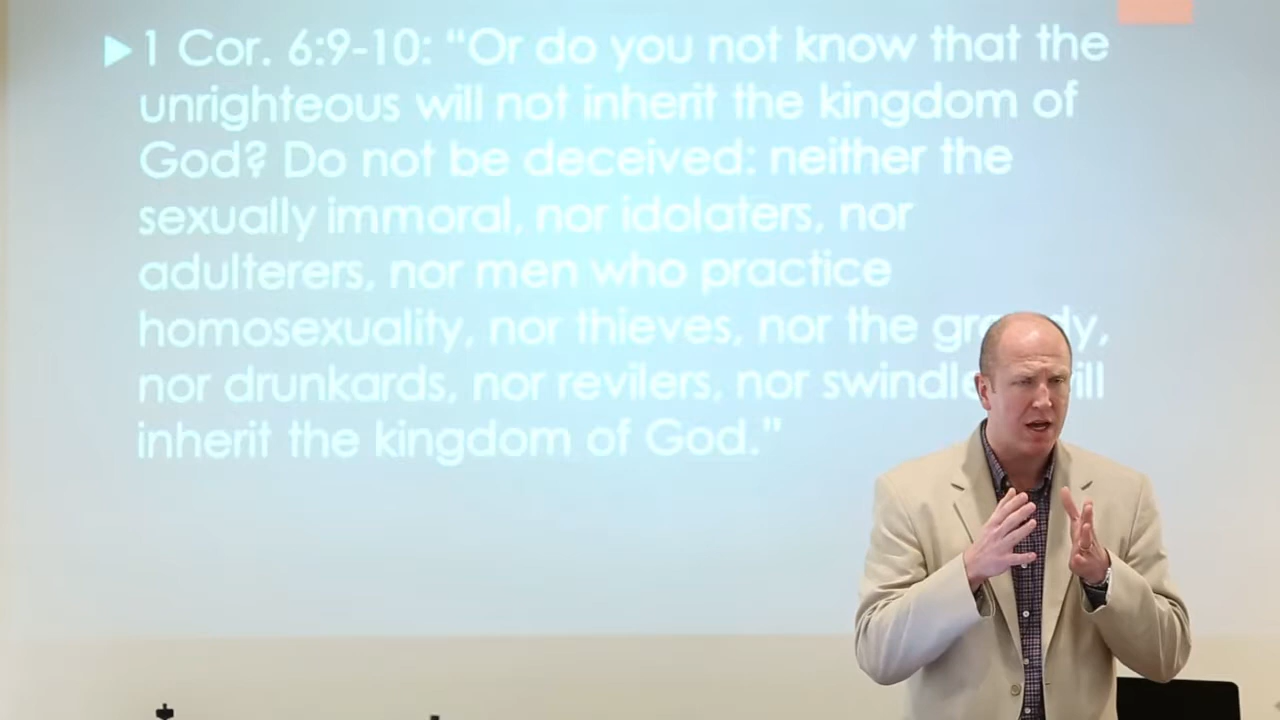 1 Cor. 6:9-10: “Or do you not know that the
unrighteous will not inherit the kingdom of
God? Do not be deceived: neither the
sexually immoral, nor idolaters, nor
adulterers, nor men who practice
homosexuality, nor thieves, nor the
nor drunkards, nor revilers, nor
inherit the kingdom of God.”